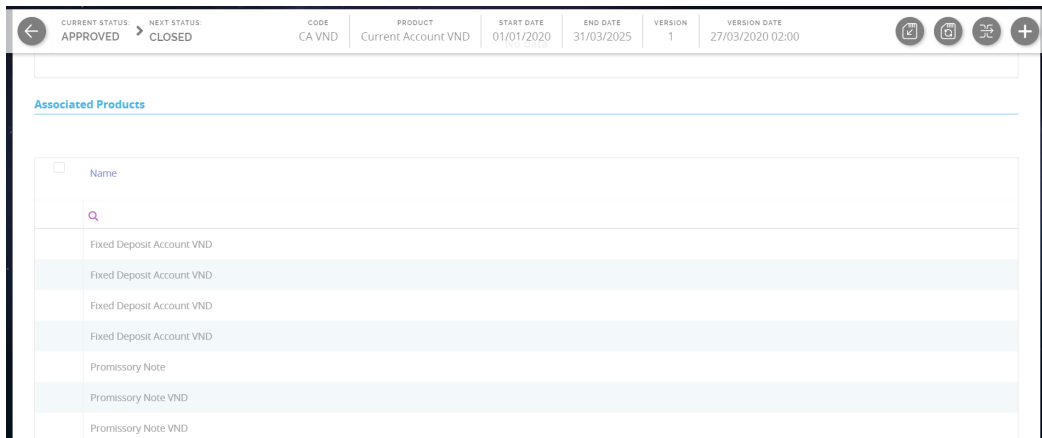 CURRENT STATUS: NEXT STATUS: CODE PRODUCT START DATE END DATE VERSION VERSION DATE
APPROVED CLOSED CA VND Current Account VND 01/01/2020 31/03/2025 1 27/03/2020 02:00
No data
Associated Products
Name
Fixed Deposit Account VND
Fixed Deposit Account VND
Fixed Deposit Account VND
Fixed Deposit Account VND
Promissory Note
Promissory Note VND
Promissory Note VND